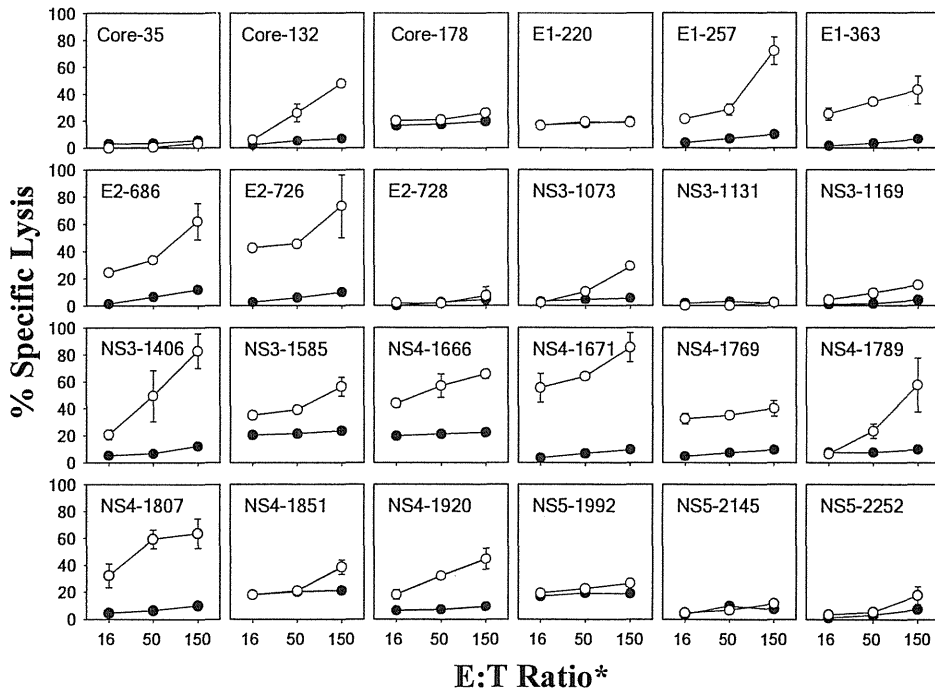 % Specific Lysis
100
80
60
40
20
0
Core-35
Core-132
Core-178
E1-220
E1-257
E1-363
100
80
60
40
20
0
E2-686
E2-726
E2-728
NS3-1073
NS3-1131
NS3-1169
100
80
60
40
20
0
NS3-1406
NS3-1585
NS4-1666
NS4-1671
NS4-1769
NS4-1789
100
80
60
40
20
0
NS4-1807
NS4-1851
NS4-1920
NS5-1992
NS5-2145
NS5-2252
16 50 150 16 50 150 16 50 150 16 50 150 16 50 150 16 50 150
E:T Ratio*